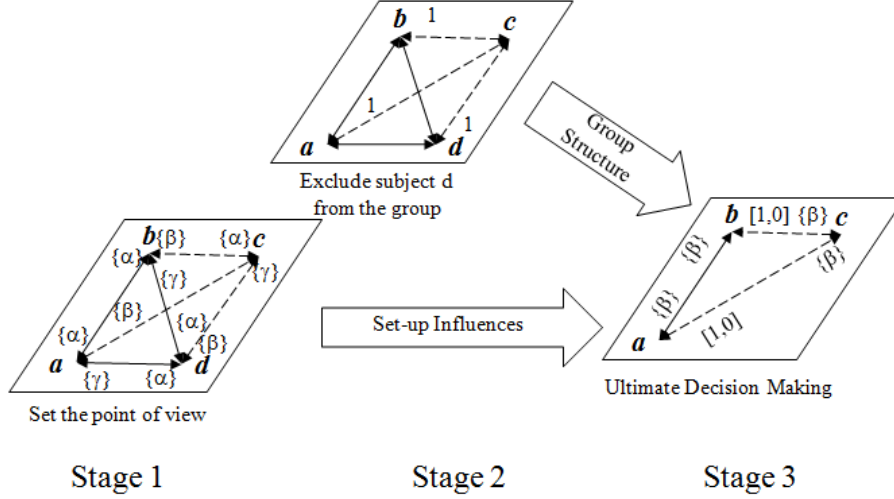 b 1 c
1
1
a d
Exclude subject d
from the group
Group
Structure
b {β} {α} c
{α} {γ} {γ}
{β} {α}
{α} {β}
a d
{γ} {α}
Set the point of view
Set-up Influences
b [1,0] {β} c
{β} {β}
{β}
a [1,0]
Ultimate Decision Making
Stage 1 Stage 2 Stage 3